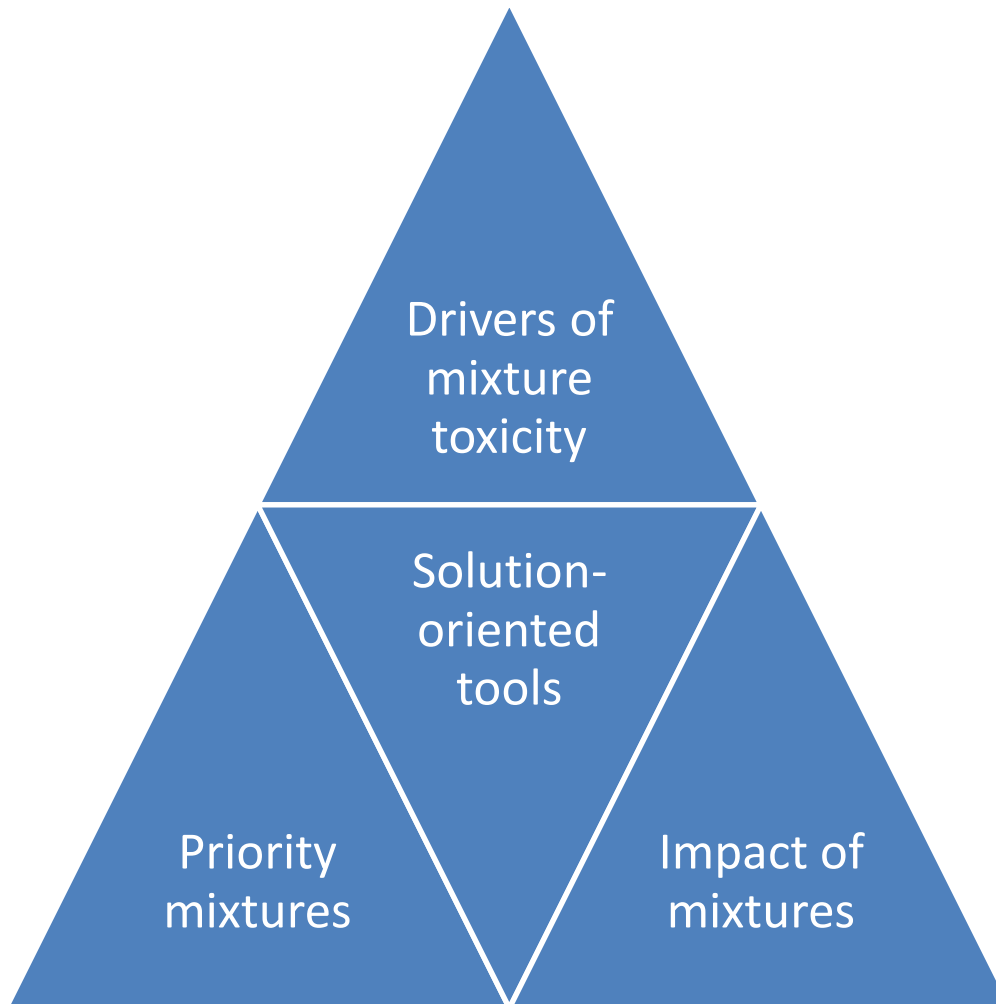 Drivers of
mixture
toxicity
Solution-
oriented
tools
Priority
mixtures
Impact of
mixtures